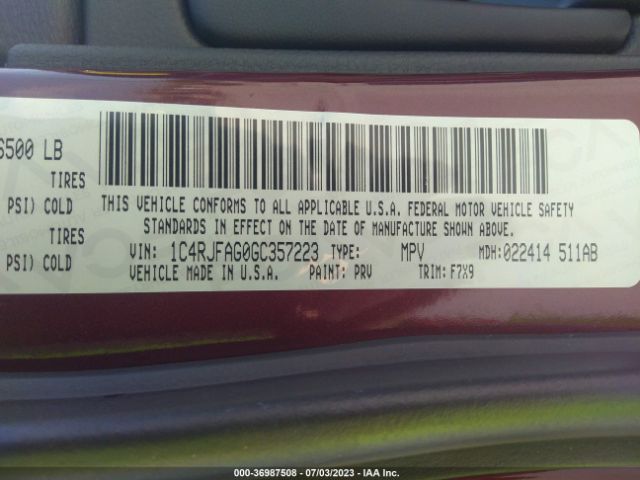 6500 LB
TIRES
PSI) COLD
TIRES
PSI) COLD
THIS VEHICLE CONFORMS TO ALL APPLICABLE U.S.A. FEDERAL MOTOR VEHICLE SAFETY
STANDARDS IN EFFECT ON THE DATE OF MANUFACTURE SHOWN ABOVE.
VIN: 1C4RJFAG0GC357223 TYPE: MPV MDH: 022414 511AB
VEHICLE MADE IN U.S.A. PAINT: PRV TRIM: F7X9
000-36987508 - 07/03/2023 - IAA Inc.